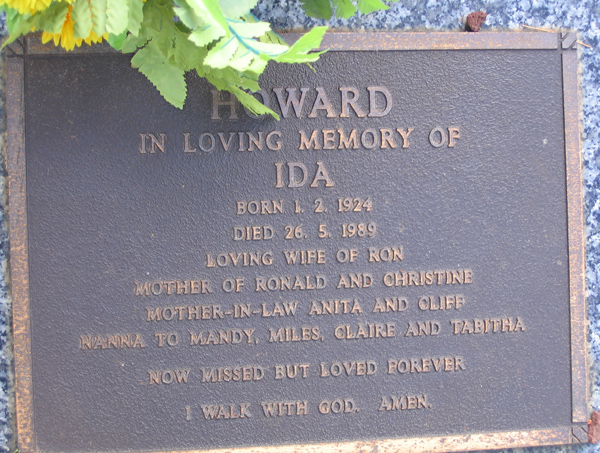 HOWARD
IN LOVING MEMORY OF
IDA
BORN 1. 2. 1924
DIED 26. 5. 1989
LOVING WIFE OF RON
MOTHER OF RONALD AND CHRISTINE
MOTHER-IN-LAW ANITA AND CLIFF
NANNA TO MANDY, MILES, CLAIRE AND TABITHA
NOW MISSED BUT LOVED FOREVER
I WALK WITH GOD. AMEN.